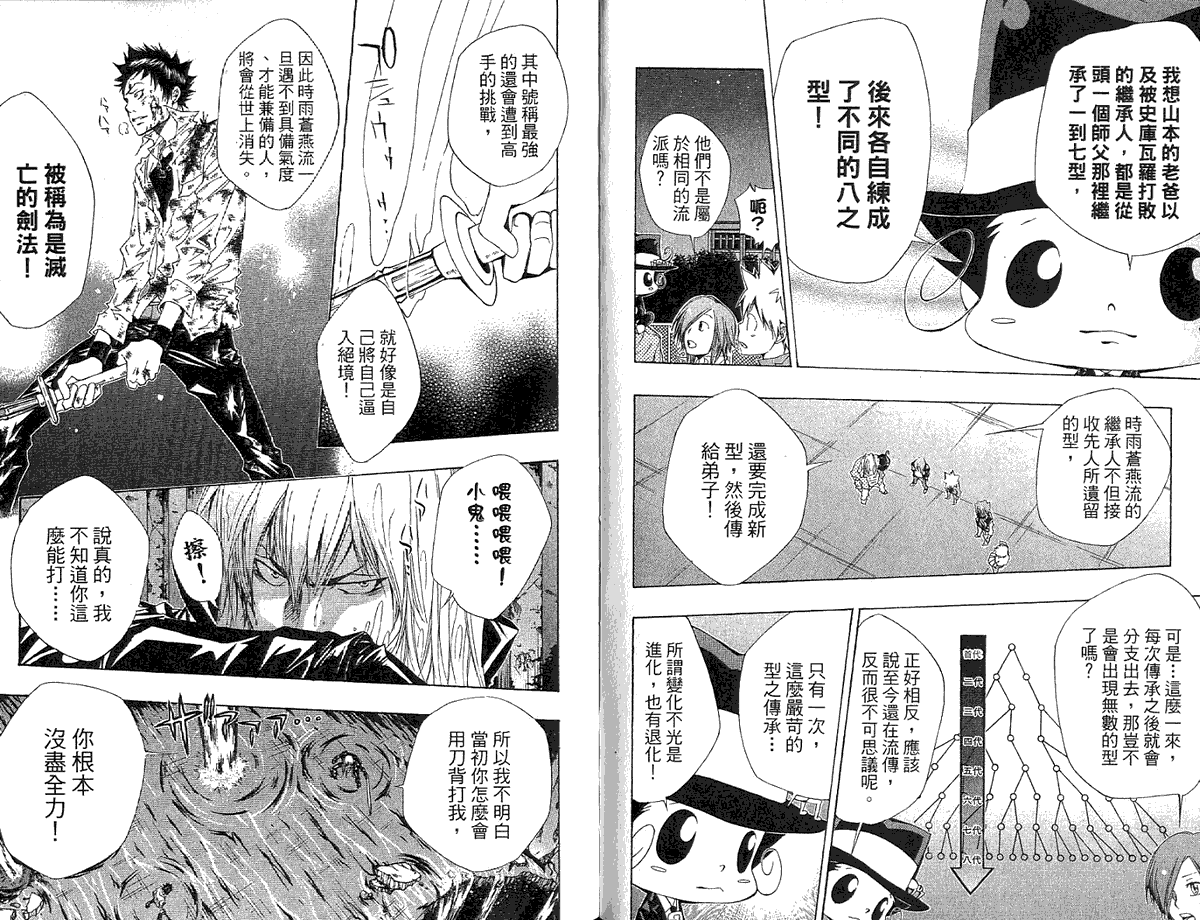 我想山本的老爸以
及被史庫瓦羅打敗
的繼承人，都是從
頭一個師父那裡繼
承了一到七型，
後來各自練成
了不同的八之
型！
呃？
他們不是屬
於相同的流
派嗎？
時雨蒼燕流的
繼承人不但接
收先人所遺留
的型，
還要完成新
型，然後傳
給弟子！
可是…這麼一來，
每次傳承之後就會
分支出去，那豈不
是會出現無數的型
了嗎？
首代
二代
三代
四代
五代
六代
七代
八代
正好相反，應該
說至今還在流傳，
反而很不可思議呢。
只有一次，
這麼嚴苛的
型之傳承…
所謂變化不光是
進化，也有退化！
其中號稱最強
的還會遭到高
手的挑戰，
就好像是自
己將自己逼
入絕境！
因此時雨蒼燕流一
旦遇不到具備氣度
、才能兼備的人，
將會從世上消失。
被稱為是滅
亡的劍法！
喂喂喂喂！
小鬼……
擦！
說真的，我
不知道你這
麼能打……
所以我不明白
當初你怎麼會
用刀背打我，
你根本
沒盡全力！